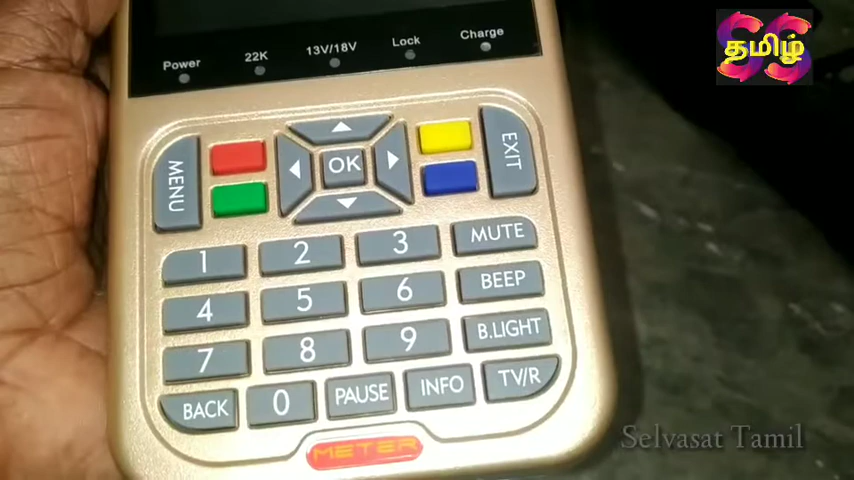 SS
தமிழ்
Power 22K 13V/18V Lock Charge
MENU OK EXIT
1 2 3 MUTE
4 5 6 BEEP
7 8 9 B.LIGHT
BACK 0 PAUSE INFO TV/R
METER
Selvasat Tamil